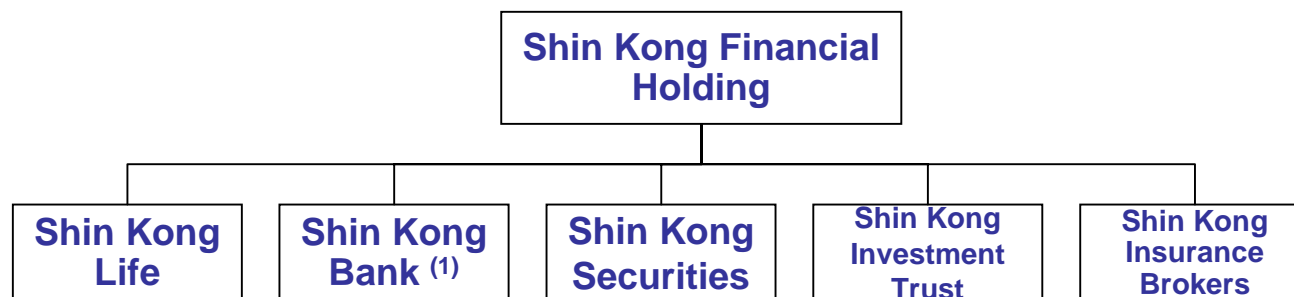 Shin Kong Financial
Holding
Shin Kong
Life
Shin Kong
Bank (1)
Shin Kong
Securities
Shin Kong
Investment
Trust
Shin Kong
Insurance
Brokers